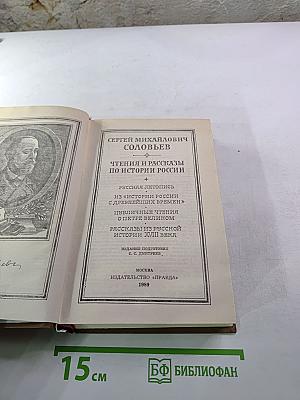 СЕРГЕЙ МИХАЙЛОВИЧ
СОЛОВЬЕВ
ЧТЕНИЯ И РАССКАЗЫ
ПО ИСТОРИИ РОССИИ
РУССКАЯ ЛЕТОПИСЬ
ИЗ «ИСТОРИИ РОССИИ
С ДРЕВНЕЙШИХ ВРЕМЕН»
ПУБЛИЧНЫЕ ЧТЕНИЯ
О ПЕТРЕ ВЕЛИКОМ
РАССКАЗЫ ИЗ РУССКОЙ
ИСТОРИИ XVIII ВЕКА
ИЗДАНИЕ ПОДГОТОВИЛ
С. С. ДМИТРИЕВ
МОСКВА
ИЗДАТЕЛЬСТВО «ПРАВДА»
1989
15 см
БФ БИБЛИОФАН